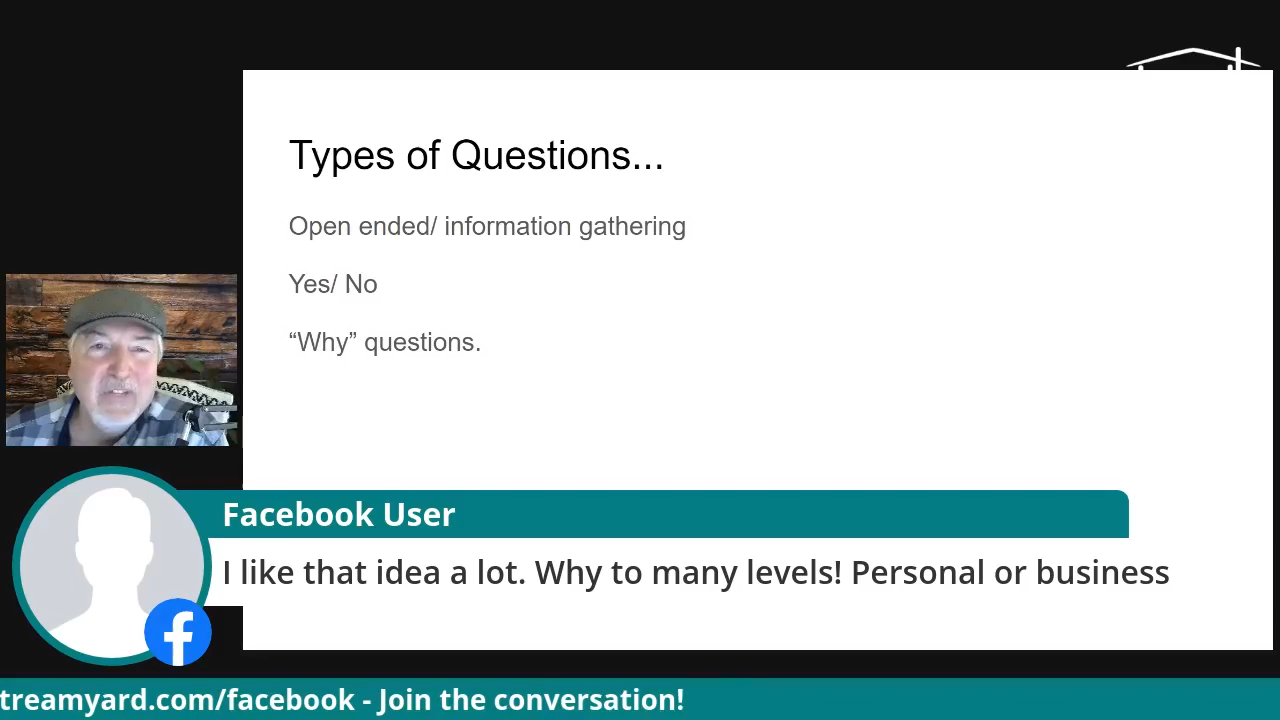 Types of Questions...
Open ended/ information gathering
Yes/ No
“Why” questions.
Facebook User
I like that idea a lot. Why to many levels! Personal or business
treamyard.com/facebook - Join the conversation!